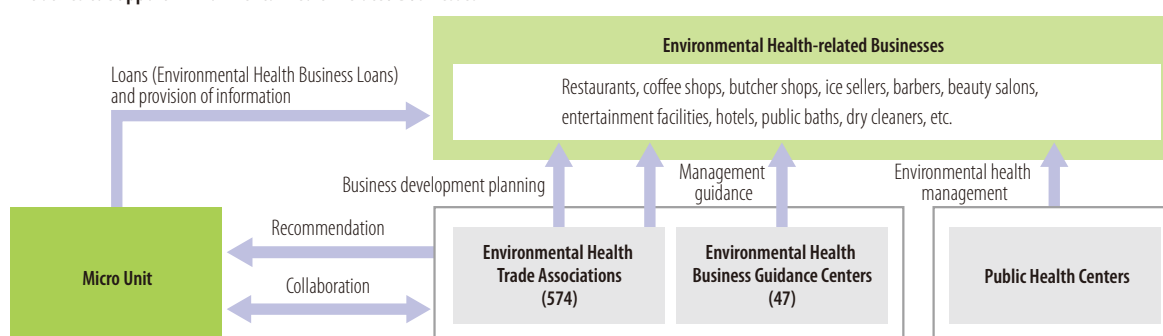 Environmental Health-related Businesses
Loans (Environmental Health Business Loans)
and provision of information
Restaurants, coffee shops, butcher shops, ice sellers, barbers, beauty salons,
entertainment facilities, hotels, public baths, dry cleaners, etc.
Business development planning
Management
guidance
Environmental health
management
Recommendation
Collaboration
Micro Unit
Environmental Health
Trade Associations
(574)
Environmental Health
Business Guidance Centers
(47)
Public Health Centers